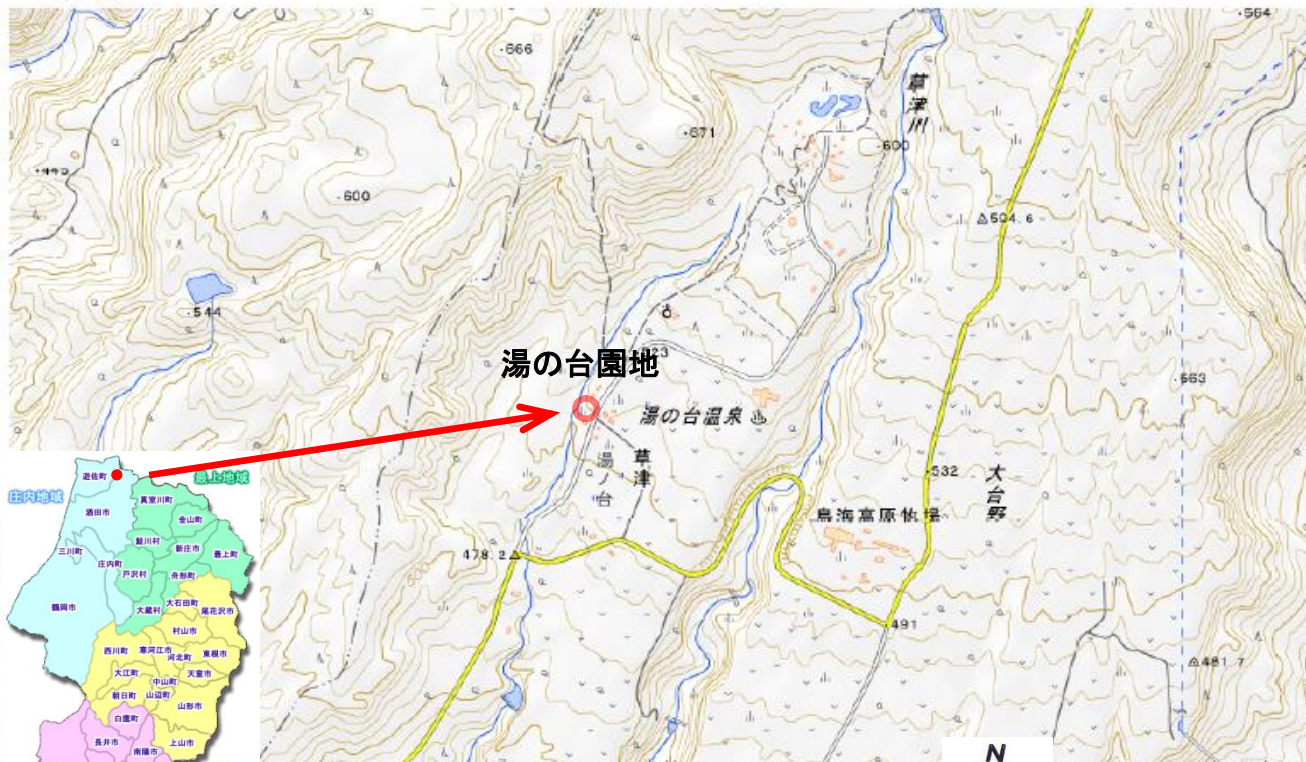 ・564
・666
草津川
・671
・600
・600
△504.6
・544
湯の台園地
・563
湯の台温泉
湯ノ台
草津
・532
大台野
鳥海高原牧場
478.2△
・491
△481.7
庄内地域
最上地域
遊佐町
真室川町
酒田市
金山町
鮭川村
新庄市
最上町
三川町
庄内町
戸沢村
舟形町
鶴岡市
大蔵村
大石田町
尾花沢市
村山市
西川町
寒河江市
河北町
東根市
大江町
天童市
中山町
朝日町
山辺町
山形市
白鷹町
上山市
長井市
南陽市
N